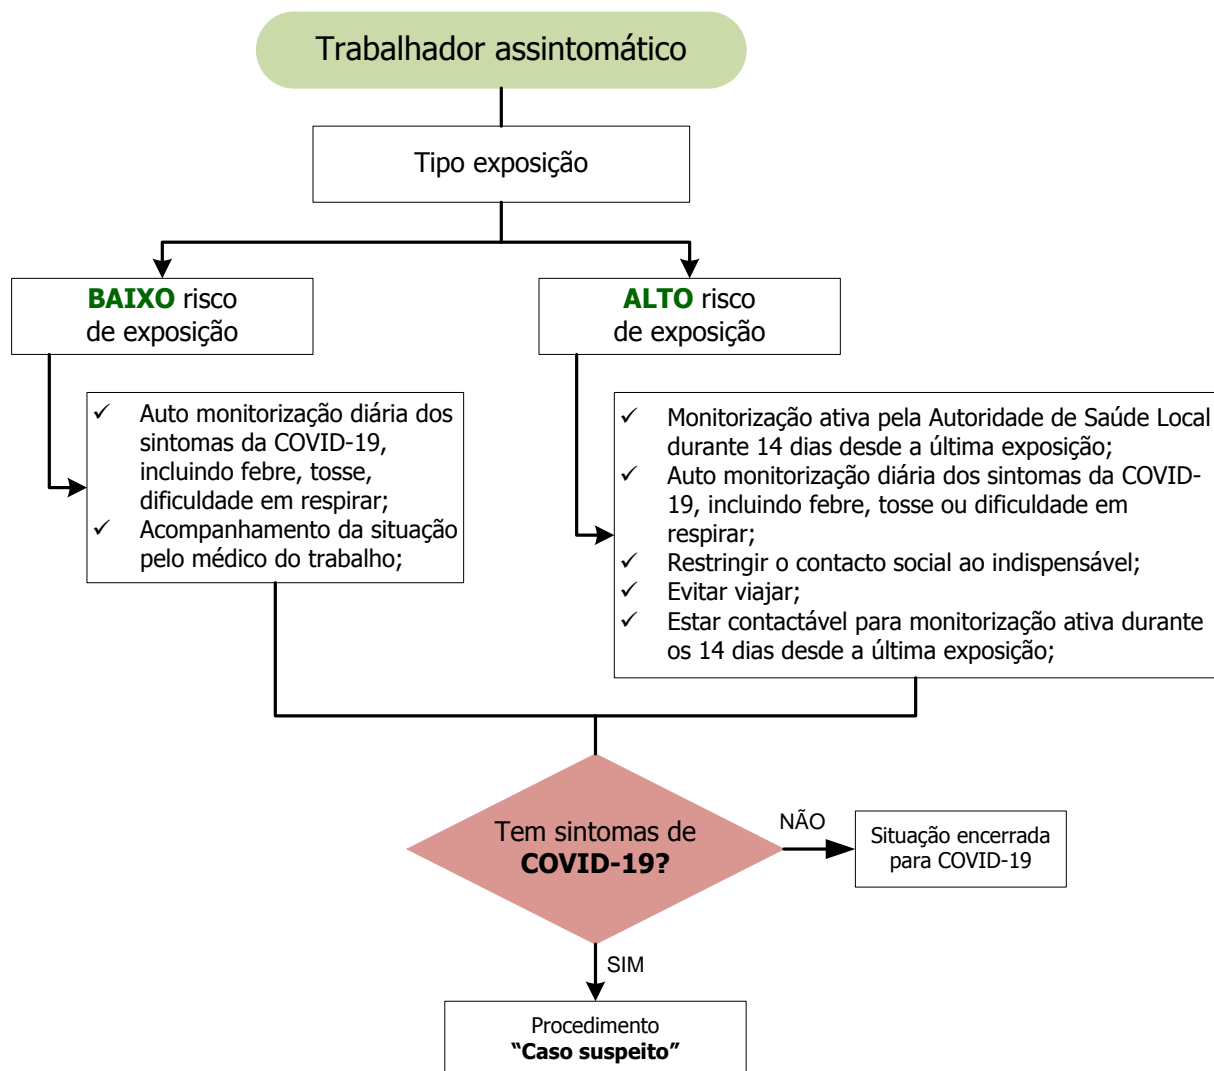 Trabalhador assintomático
Tipo exposição
BAIXO risco
de exposição
ALTO risco
de exposição
✓ Auto monitorização diária dos
sintomas da COVID-19,
incluindo febre, tosse,
dificuldade em respirar;
✓ Acompanhamento da situação
pelo médico do trabalho;
✓ Monitorização ativa pela Autoridade de Saúde Local
durante 14 dias desde a última exposição;
✓ Auto monitorização diária dos sintomas da COVID-
19, incluindo febre, tosse ou dificuldade em
respirar;
✓ Restringir o contacto social ao indispensável;
✓ Evitar viajar;
✓ Estar contactável para monitorização ativa durante
os 14 dias desde a última exposição;
Tem sintomas de
COVID-19?
NÃO
Situação encerrada
para COVID-19
SIM
Procedimento
“Caso suspeito”